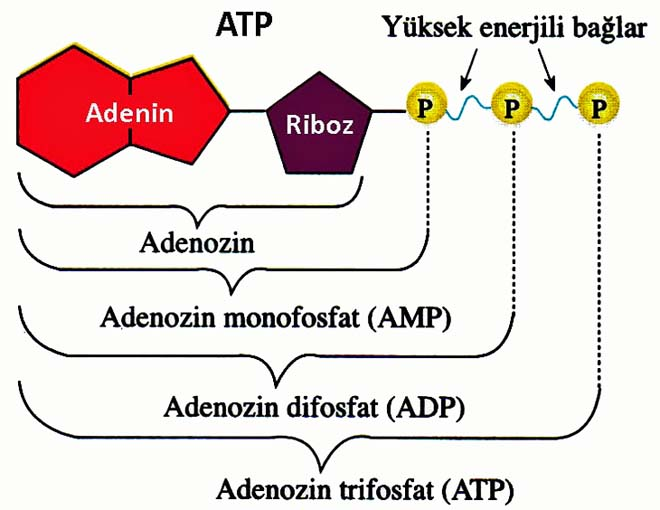 ATP
Yüksek enerjili bağlar
Adenin
Riboz
P
P
P
Adenozin
Adenozin monofosfat (AMP)
Adenozin difosfat (ADP)
Adenozin trifosfat (ATP)